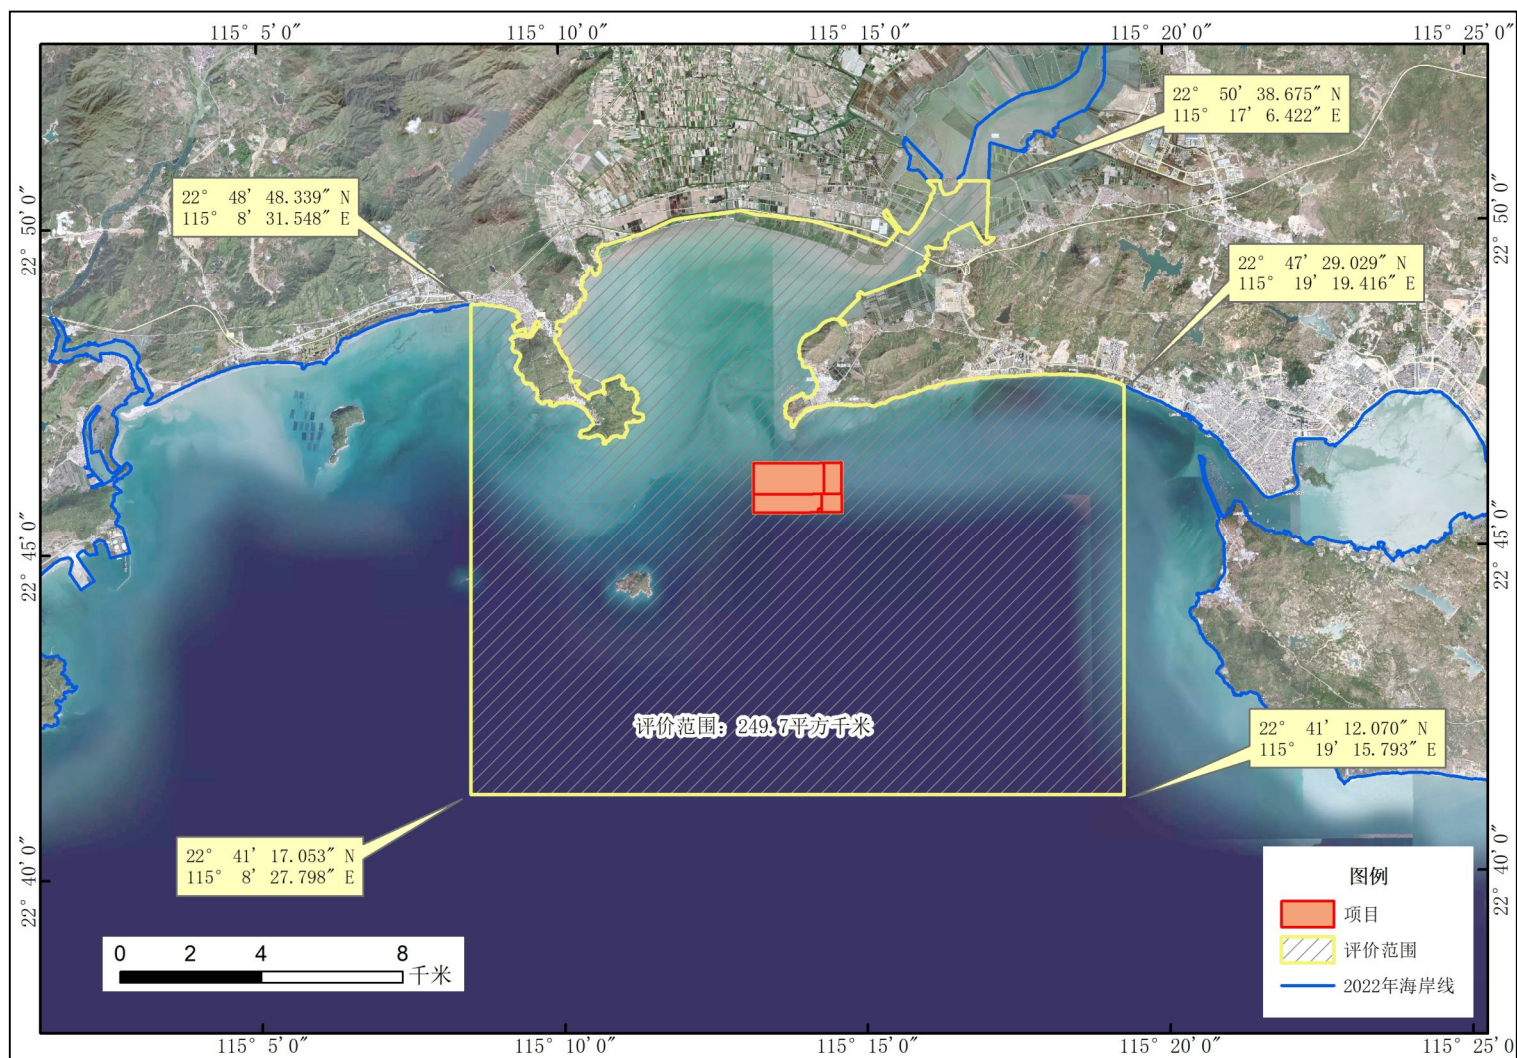 115° 5′0″
115° 10′0″
115° 15′0″
115° 20′0″
115° 25′0″
22° 50′0″
22° 45′0″
22° 40′0″
22° 50′0″
22° 45′0″
22° 40′0″
22° 50′ 38.675″ N
115° 17′ 6.422″ E
22° 48′ 48.339″ N
115° 8′ 31.548″ E
22° 47′ 29.029″ N
115° 19′ 19.416″ E
评价范围：249.7平方千米
22° 41′ 12.070″ N
115° 19′ 15.793″ E
22° 41′ 17.053″ N
115° 8′ 27.798″ E
图例
项目
评价范围
2022年海岸线
0 2 4 8
千米
115° 5′0″
115° 10′0″
115° 15′0″
115° 20′0″
115° 25′0″